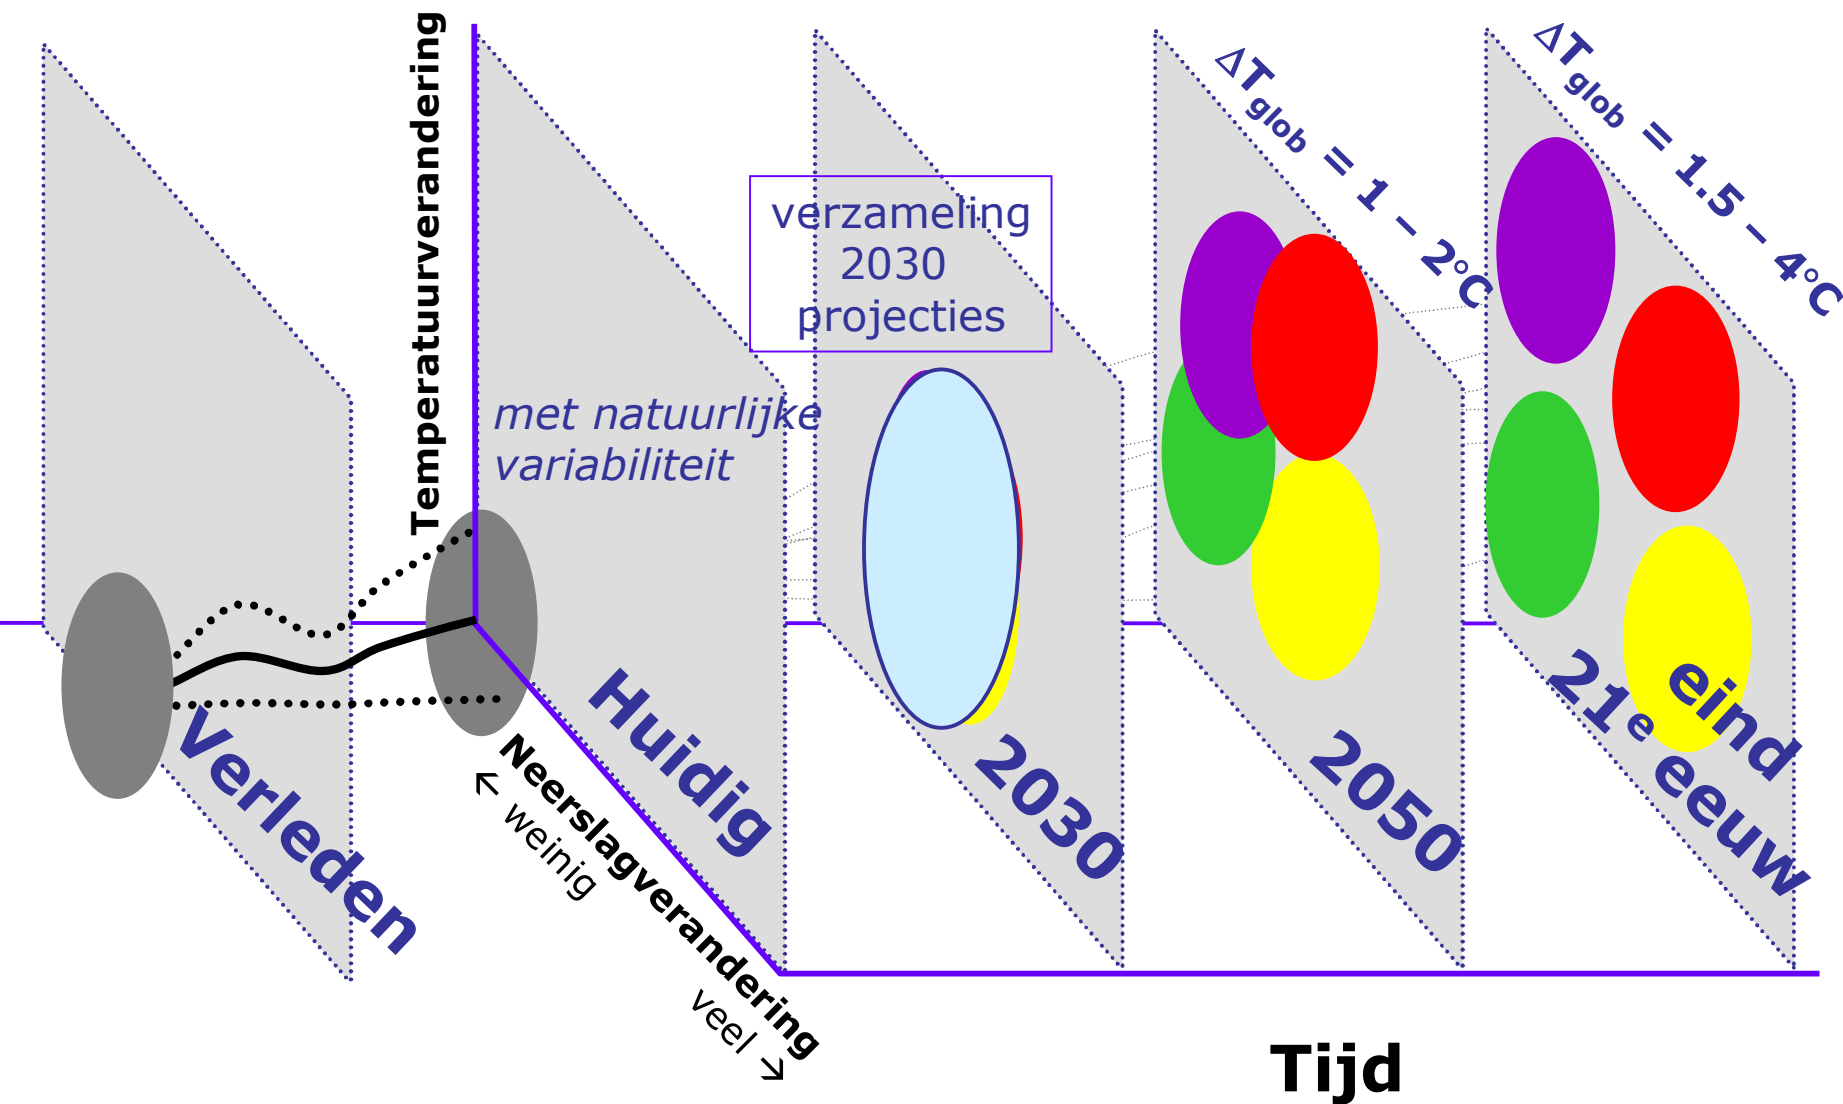 Temperatuurverandering
ΔTglob = 1 – 2°C
ΔTglob = 1.5 – 4°C
verzameling
2030
projecties
met natuurlijke
variabiliteit
Verleden
Huidig
2030
2050
eind
21e eeuw
Neerslagverandering
← weinig
veel →
Tijd